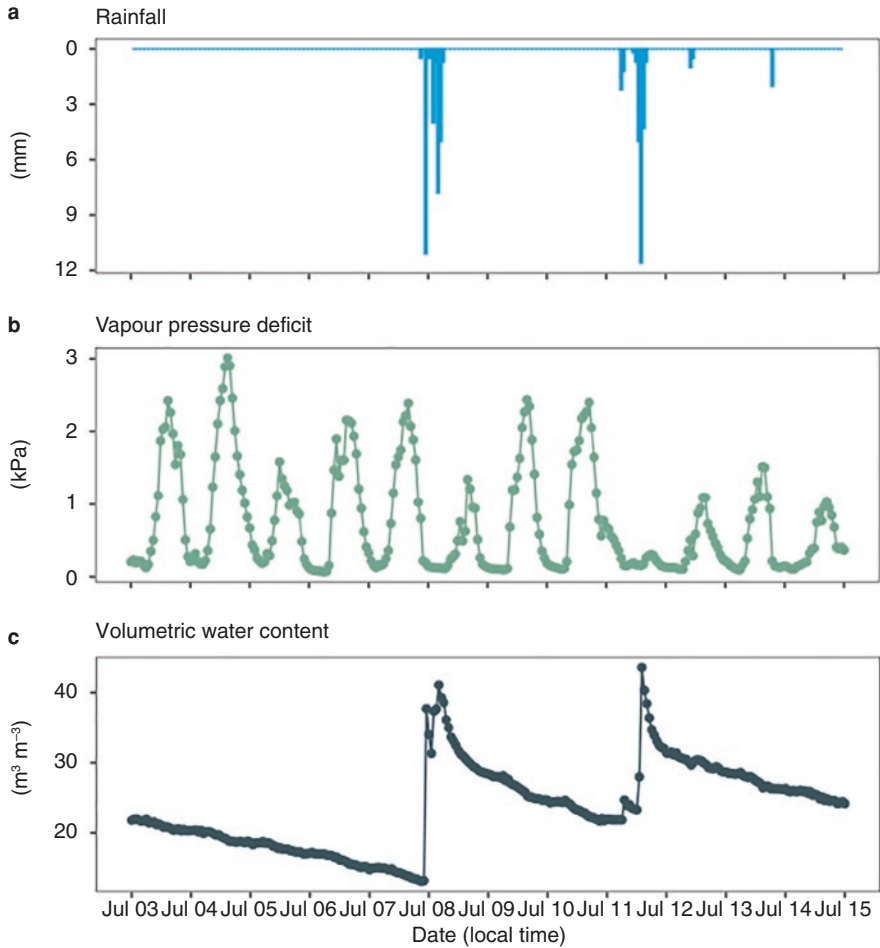 a
Rainfall
0
3
6
9
12
(mm)
b
Vapour pressure deficit
3
2
1
0
(kPa)
c
Volumetric water content
40
30
20
(m³ m⁻³)
Jul 03 Jul 04 Jul 05 Jul 06 Jul 07 Jul 08 Jul 09 Jul 10 Jul 11 Jul 12 Jul 13 Jul 14 Jul 15
Date (local time)